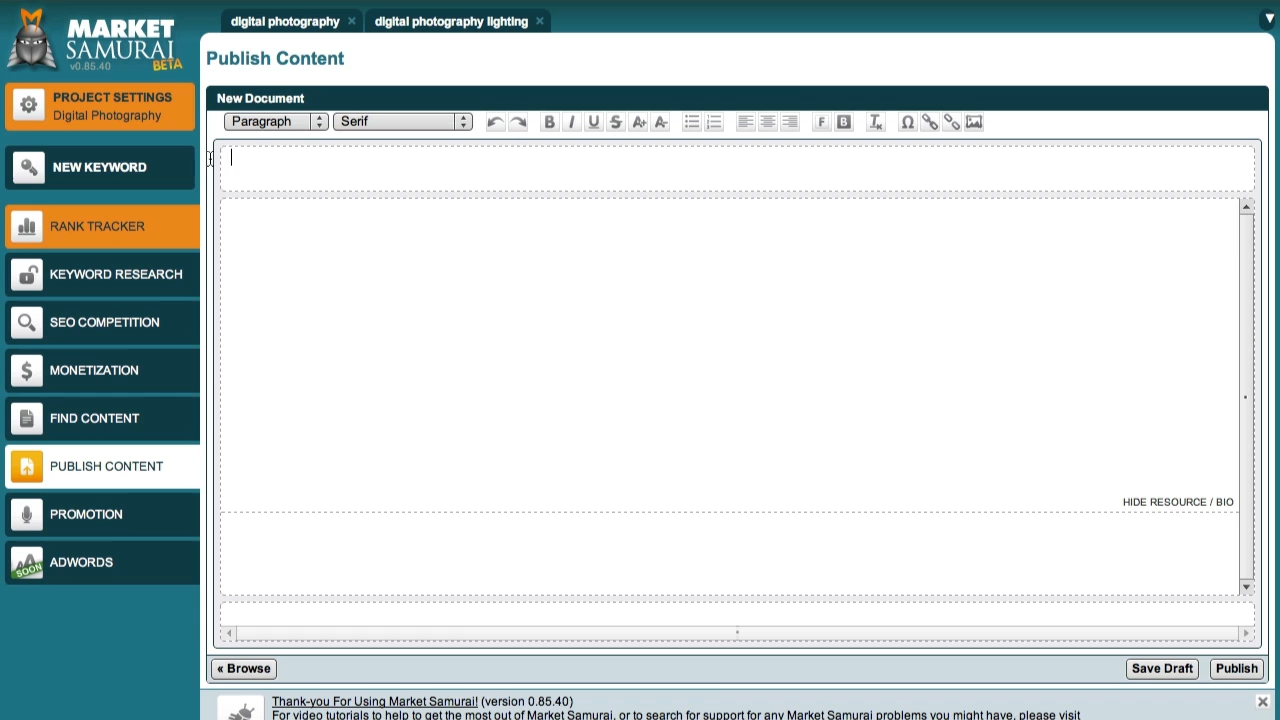 digital photography
digital photography lighting
MARKET
SAMURAI
v0.85.40
BETA
Publish Content
PROJECT SETTINGS
Digital Photography
New Document
Paragraph
Serif
NEW KEYWORD
RANK TRACKER
KEYWORD RESEARCH
SEO COMPETITION
MONETIZATION
FIND CONTENT
PUBLISH CONTENT
PROMOTION
SOON
ADWORDS
HIDE RESOURCE / BIO
« Browse
Save Draft
Publish
Thank-you For Using Market Samurai! (version 0.85.40)
For video tutorials to help to get the most out of Market Samurai, or to search for support for any Market Samurai problems you might have, please visit